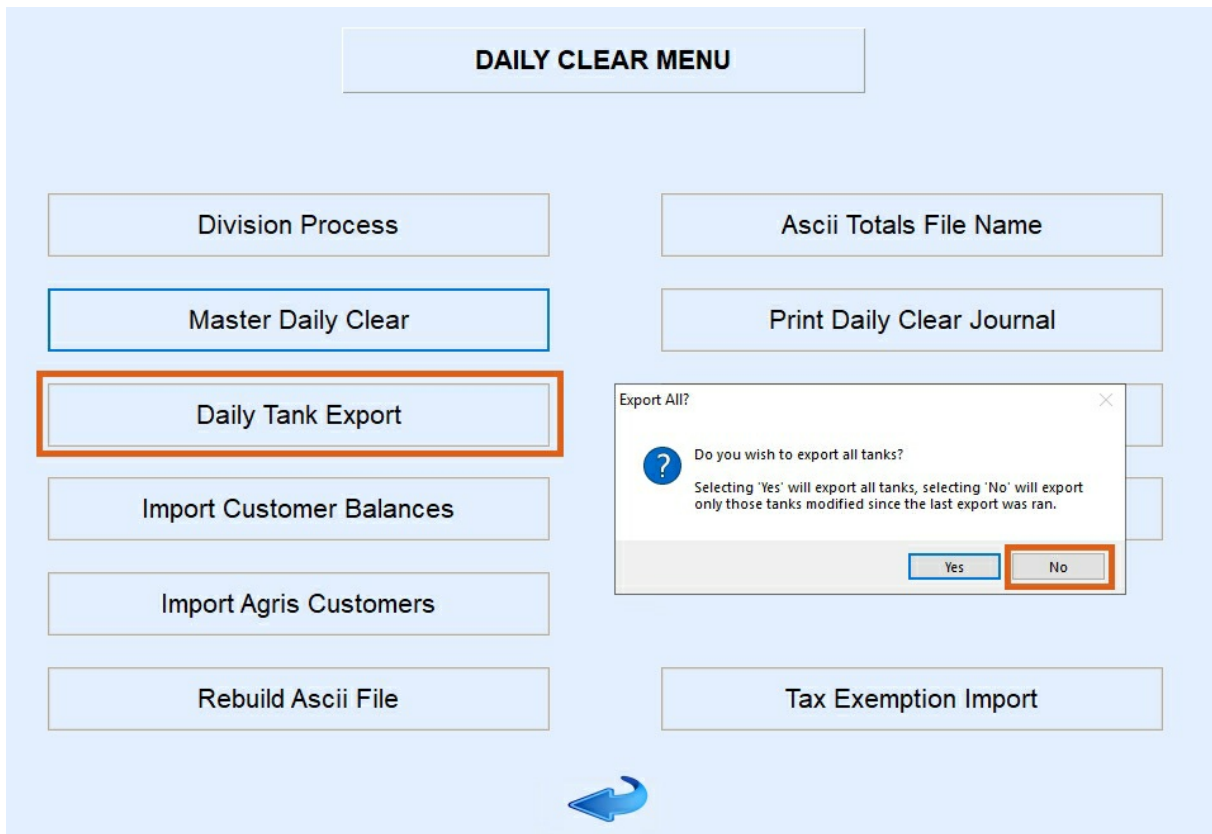 DAILY CLEAR MENU
Division Process
Ascii Totals File Name
Master Daily Clear
Print Daily Clear Journal
Daily Tank Export
Export All?
Do you wish to export all tanks?
Selecting 'Yes' will export all tanks, selecting 'No' will export
only those tanks modified since the last export was ran.
Yes
No
Import Customer Balances
Import Agris Customers
Rebuild Ascii File
Tax Exemption Import